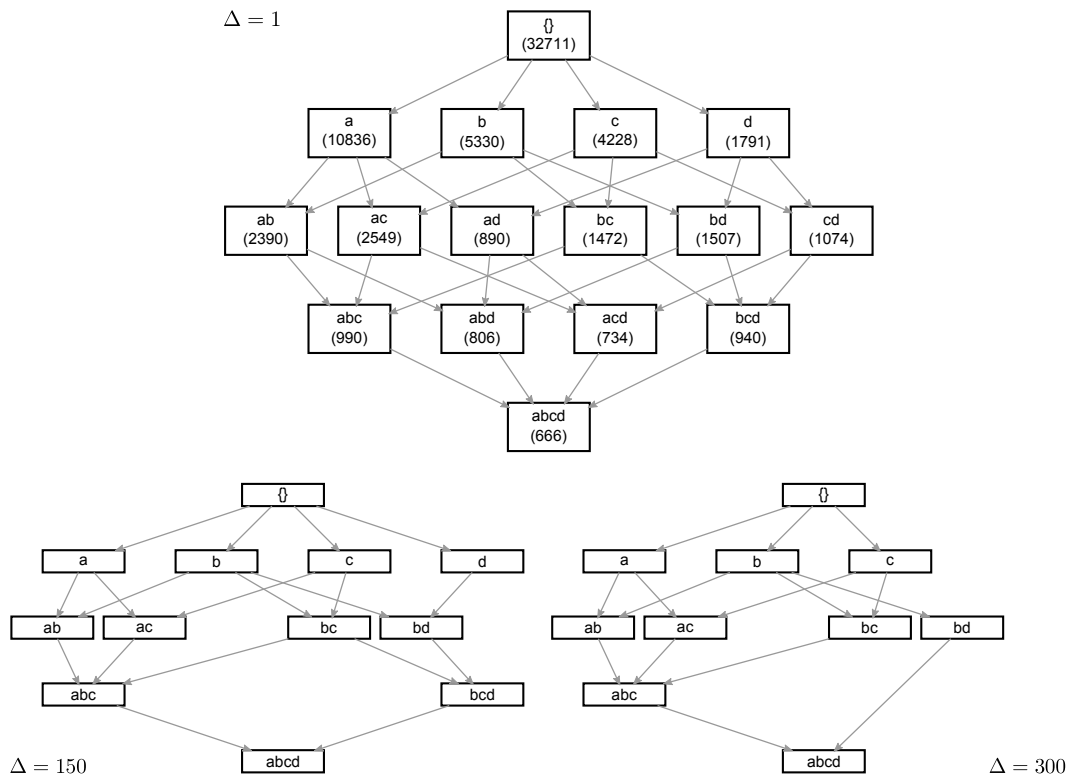 Δ = 1
{}
(32711)
a
(10836)
b
(5330)
c
(4228)
d
(1791)
ab
(2390)
ac
(2549)
ad
(890)
bc
(1472)
bd
(1507)
cd
(1074)
abc
(990)
abd
(806)
acd
(734)
bcd
(940)
abcd
(666)
{}
a
b
c
d
ab
ac
bc
bd
abc
bcd
abcd
Δ = 150
{}
a
b
c
ab
ac
bc
bd
abc
abcd
Δ = 300